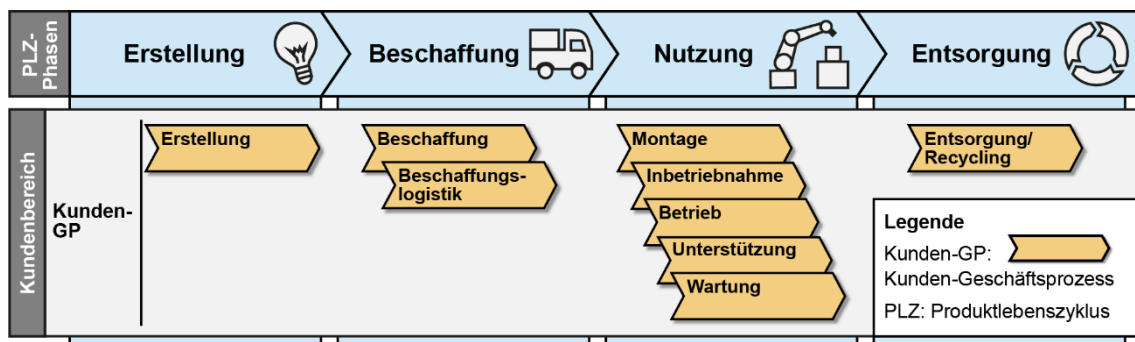 PLZ-
Phasen
Erstellung
Beschaffung
Nutzung
Entsorgung
Kundenbereich
Kunden-
GP
Erstellung
Beschaffung
Beschaffungs-
logistik
Montage
Inbetriebnahme
Betrieb
Unterstützung
Wartung
Entsorgung/
Recycling
Legende
Kunden-GP:
Kunden-Geschäftsprozess
PLZ: Produktlebenszyklus